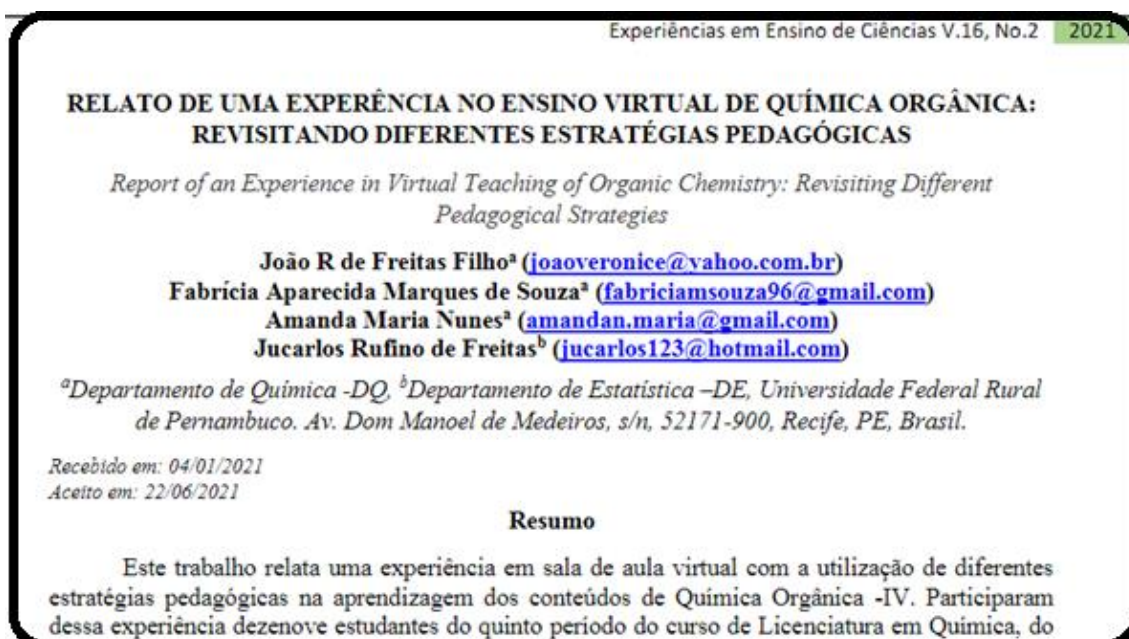 Experiências em Ensino de Ciências V.16, No.2 2021
RELATO DE UMA EXPERÊNCIA NO ENSINO VIRTUAL DE QUÍMICA ORGÂNICA:
REVISITANDO DIFERENTES ESTRATÉGIAS PEDAGÓGICAS
Report of an Experience in Virtual Teaching of Organic Chemistry: Revisiting Different
Pedagogical Strategies
João R de Freitas Filhoª (joaoveronice@yahoo.com.br)
Fabrícia Aparecida Marques de Souzaª (fabriciamsouza96@gmail.com)
Amanda Maria Nunesª (amandan.maria@gmail.com)
Jucarlos Rufino de Freitasᵇ (jucarlos123@hotmail.com)
ªDepartamento de Química -DQ, ᵇDepartamento de Estatística –DE, Universidade Federal Rural
de Pernambuco. Av. Dom Manoel de Medeiros, s/n, 52171-900, Recife, PE, Brasil.
Recebido em: 04/01/2021
Aceito em: 22/06/2021
Resumo
Este trabalho relata uma experiência em sala de aula virtual com a utilização de diferentes
estratégias pedagógicas na aprendizagem dos conteúdos de Química Orgânica -IV. Participaram
dessa experiência dezenove estudantes do quinto período do curso de Licenciatura em Química, do